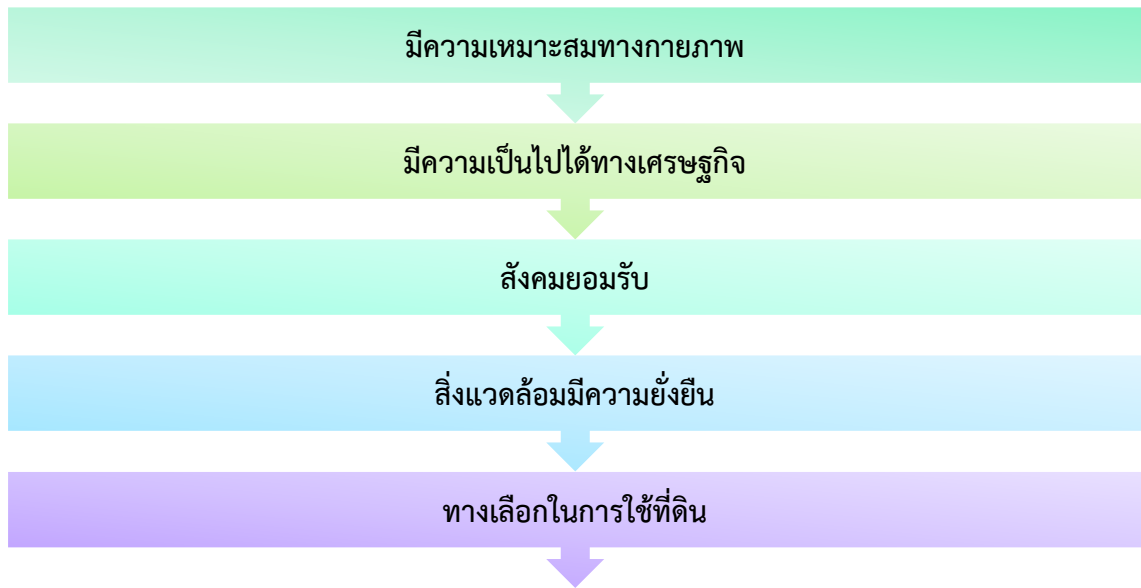 มีความเหมาะสมทางกายภาพ
มีความเป็นไปได้ทางเศรษฐกิจ
สังคมยอมรับ
สิ่งแวดล้อมมีความยั่งยืน
ทางเลือกในการใช้ที่ดิน